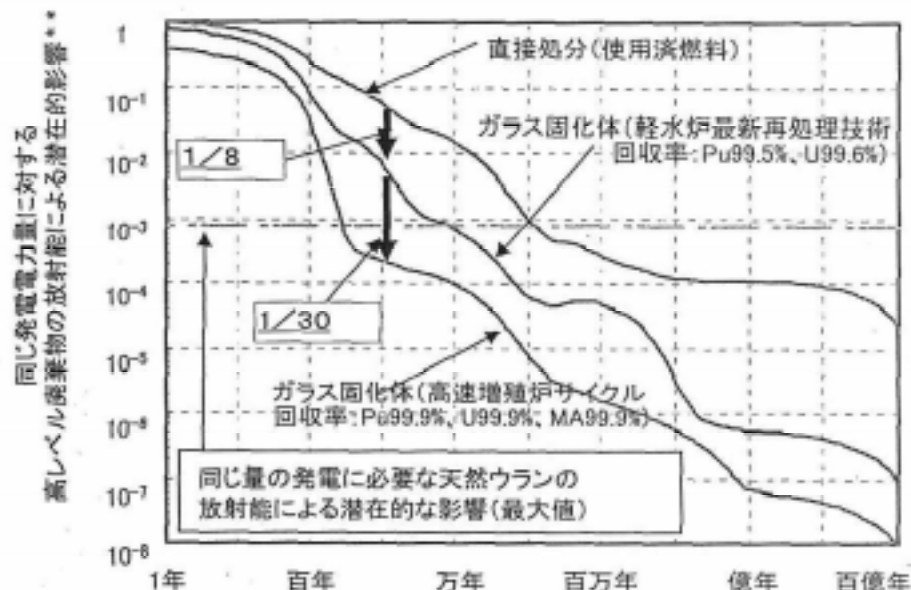 同じ発電電力量に対する
高レベル廃棄物の放射能による潜在的影響**
1
10⁻¹
10⁻²
10⁻³
10⁻⁴
10⁻⁵
10⁻⁶
10⁻⁷
10⁻⁸
直接処分(使用済燃料)
ガラス固化体(軽水炉最新再処理技術
回収率:Pu99.5%、U99.6%)
1/8
1/30
ガラス固化体(高速増殖炉サイクル
回収率:Pu99.9%、U99.9%、MA99.9%)
同じ量の発電に必要な天然ウランの
放射能による潜在的な影響(最大値)
1年 百年 万年 百万年 億年 百億年